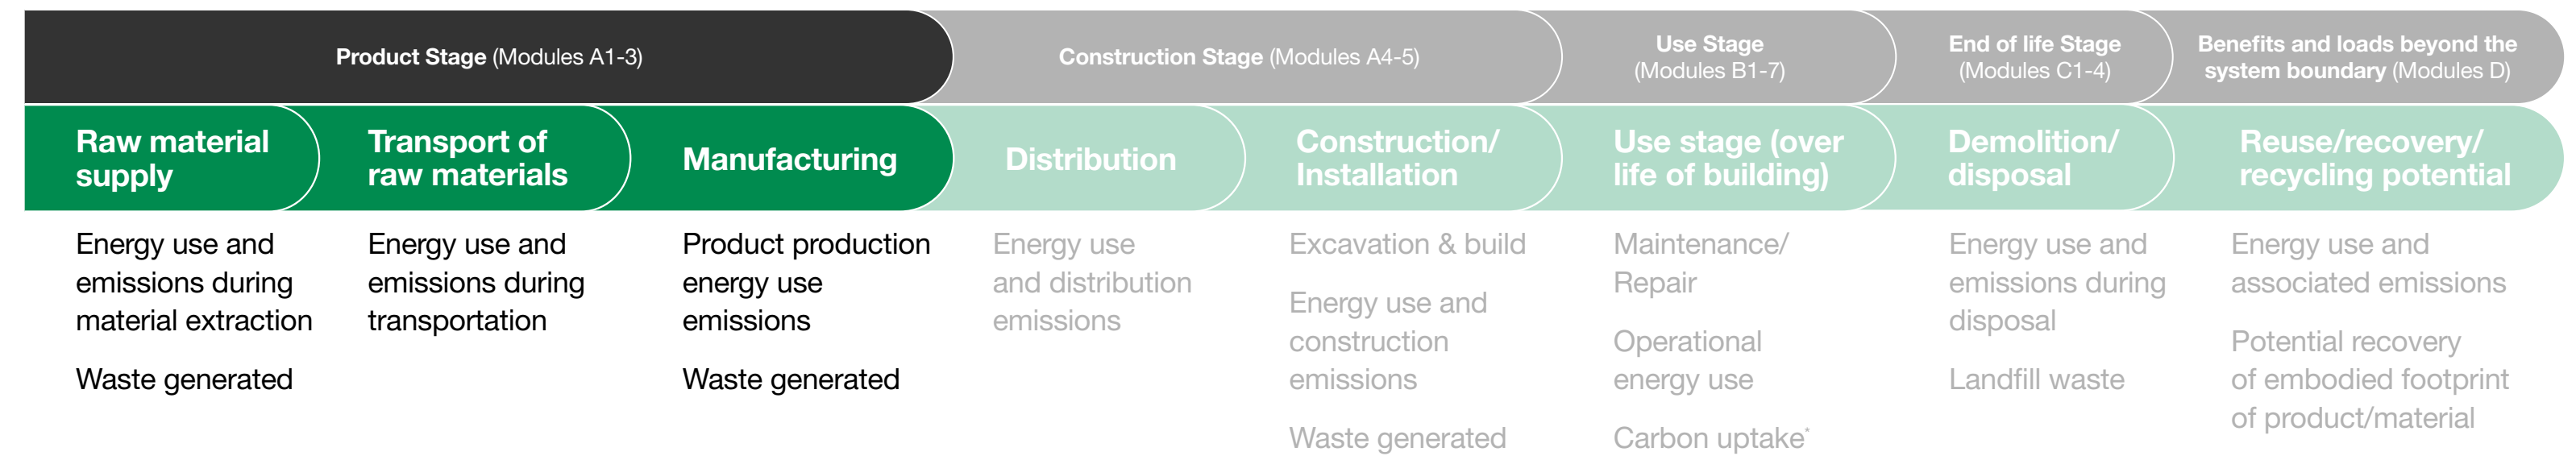 Product Stage (Modules A1-3)
Construction Stage (Modules A4-5)
Use Stage
(Modules B1-7)
End of life Stage
(Modules C1-4)
Benefits and loads beyond the
system boundary (Modules D)
Raw material
supply
Transport of
raw materials
Manufacturing
Distribution
Construction/
Installation
Use stage (over
life of building)
Demolition/
disposal
Reuse/recovery/
recycling potential
Energy use and
emissions during
material extraction
Waste generated
Energy use and
emissions during
transportation
Product production
energy use
emissions
Waste generated
Energy use
and distribution
emissions
Excavation & build
Energy use and
construction
emissions
Waste generated
Maintenance/
Repair
Operational
energy use
Carbon uptake*
Energy use and
emissions during
disposal
Landfill waste
Energy use and
associated emissions
Potential recovery
of embodied footprint
of product/material